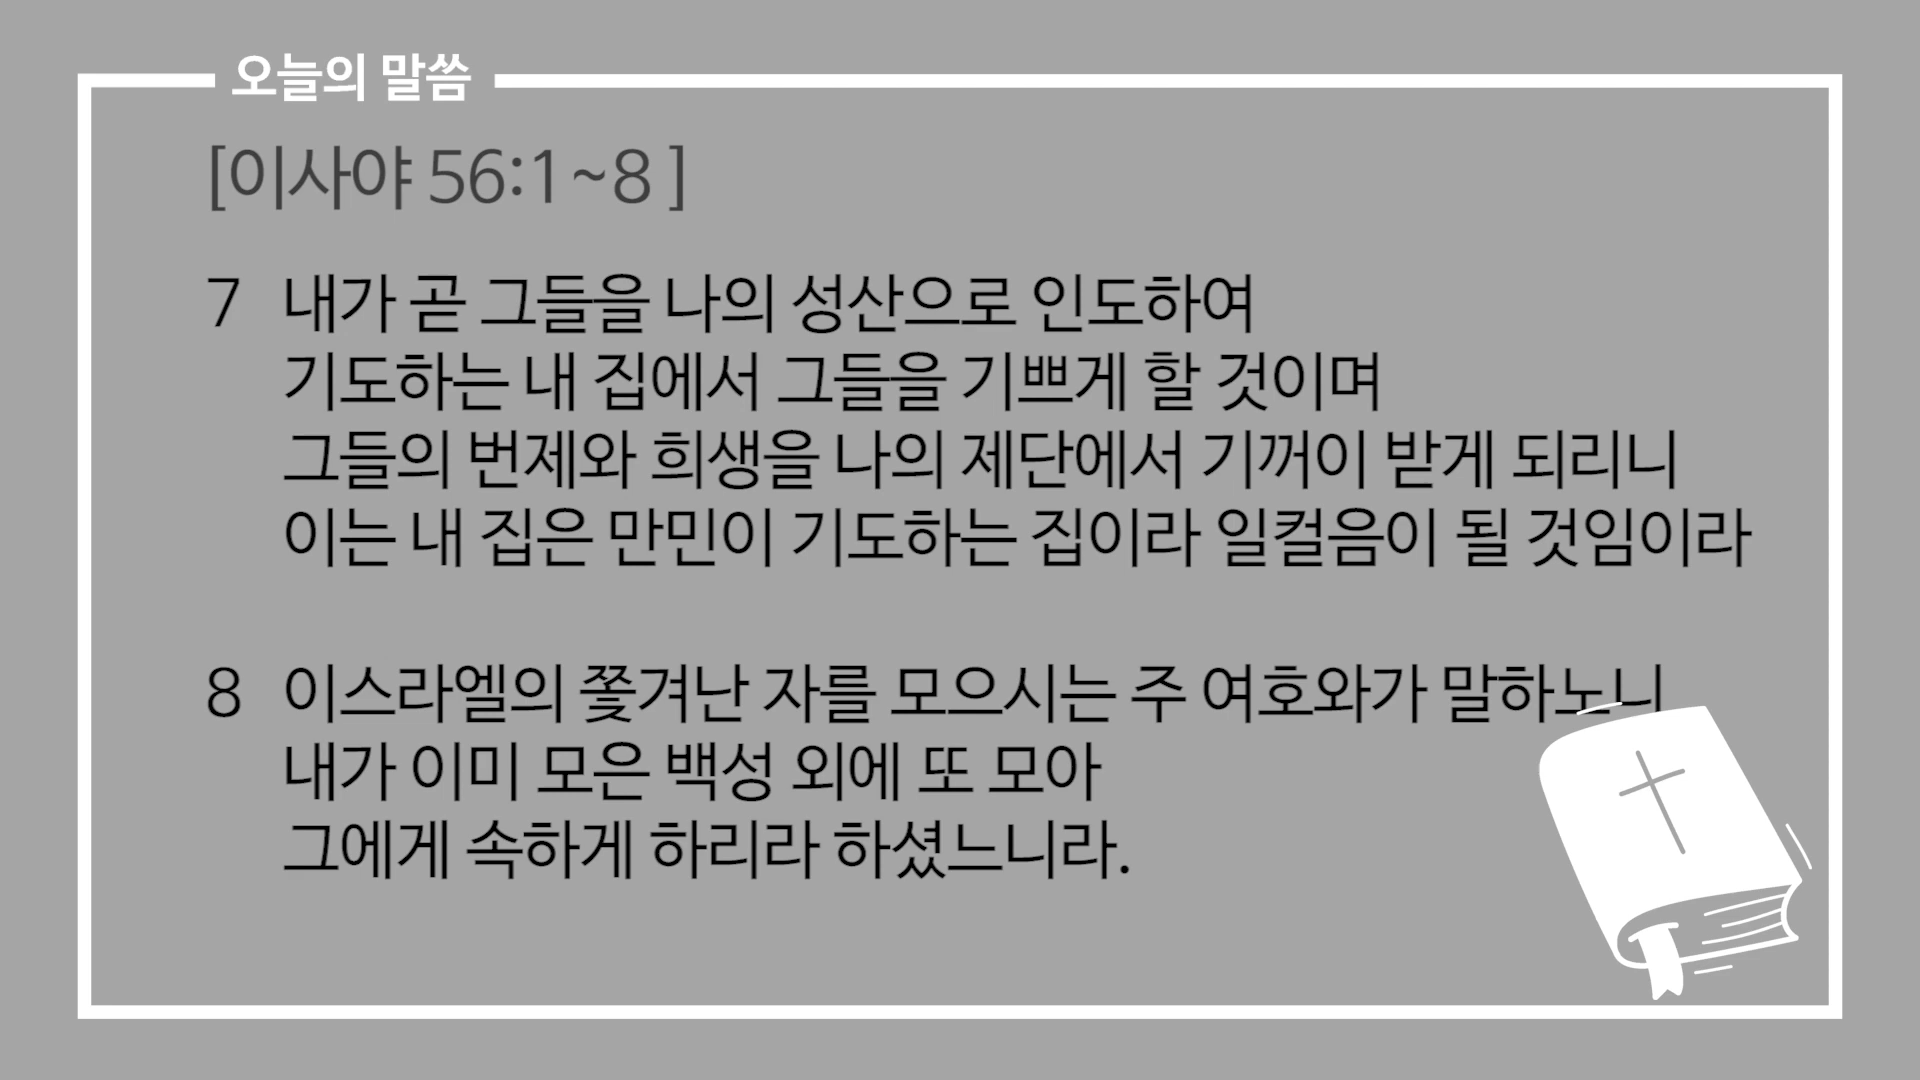 오늘의 말씀
[이사야 56:1~8 ]
7 내가 곧 그들을 나의 성산으로 인도하여
기도하는 내 집에서 그들을 기쁘게 할 것이며
그들의 번제와 희생을 나의 제단에서 기꺼이 받게 되리니
이는 내 집은 만민이 기도하는 집이라 일컬음이 될 것임이라
8 이스라엘의 쫓겨난 자를 모으시는 주 여호와가 말하노니
내가 이미 모은 백성 외에 또 모아
그에게 속하게 하리라 하셨느니라.